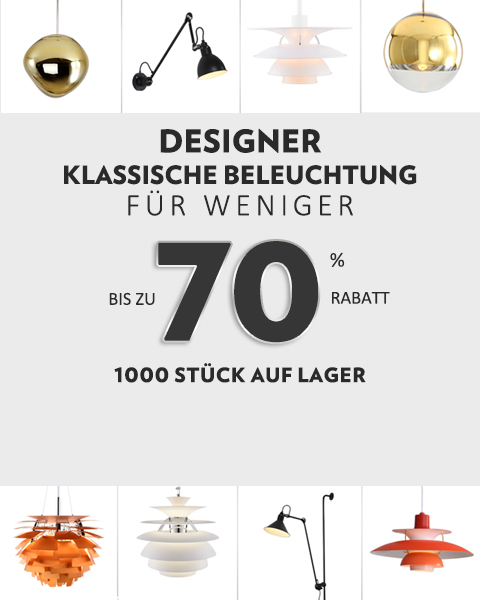 DESIGNER
KLASSISCHE BELEUCHTUNG
FÜR WENIGER
BIS ZU 70 % RABATT
1000 STÜCK AUF LAGER